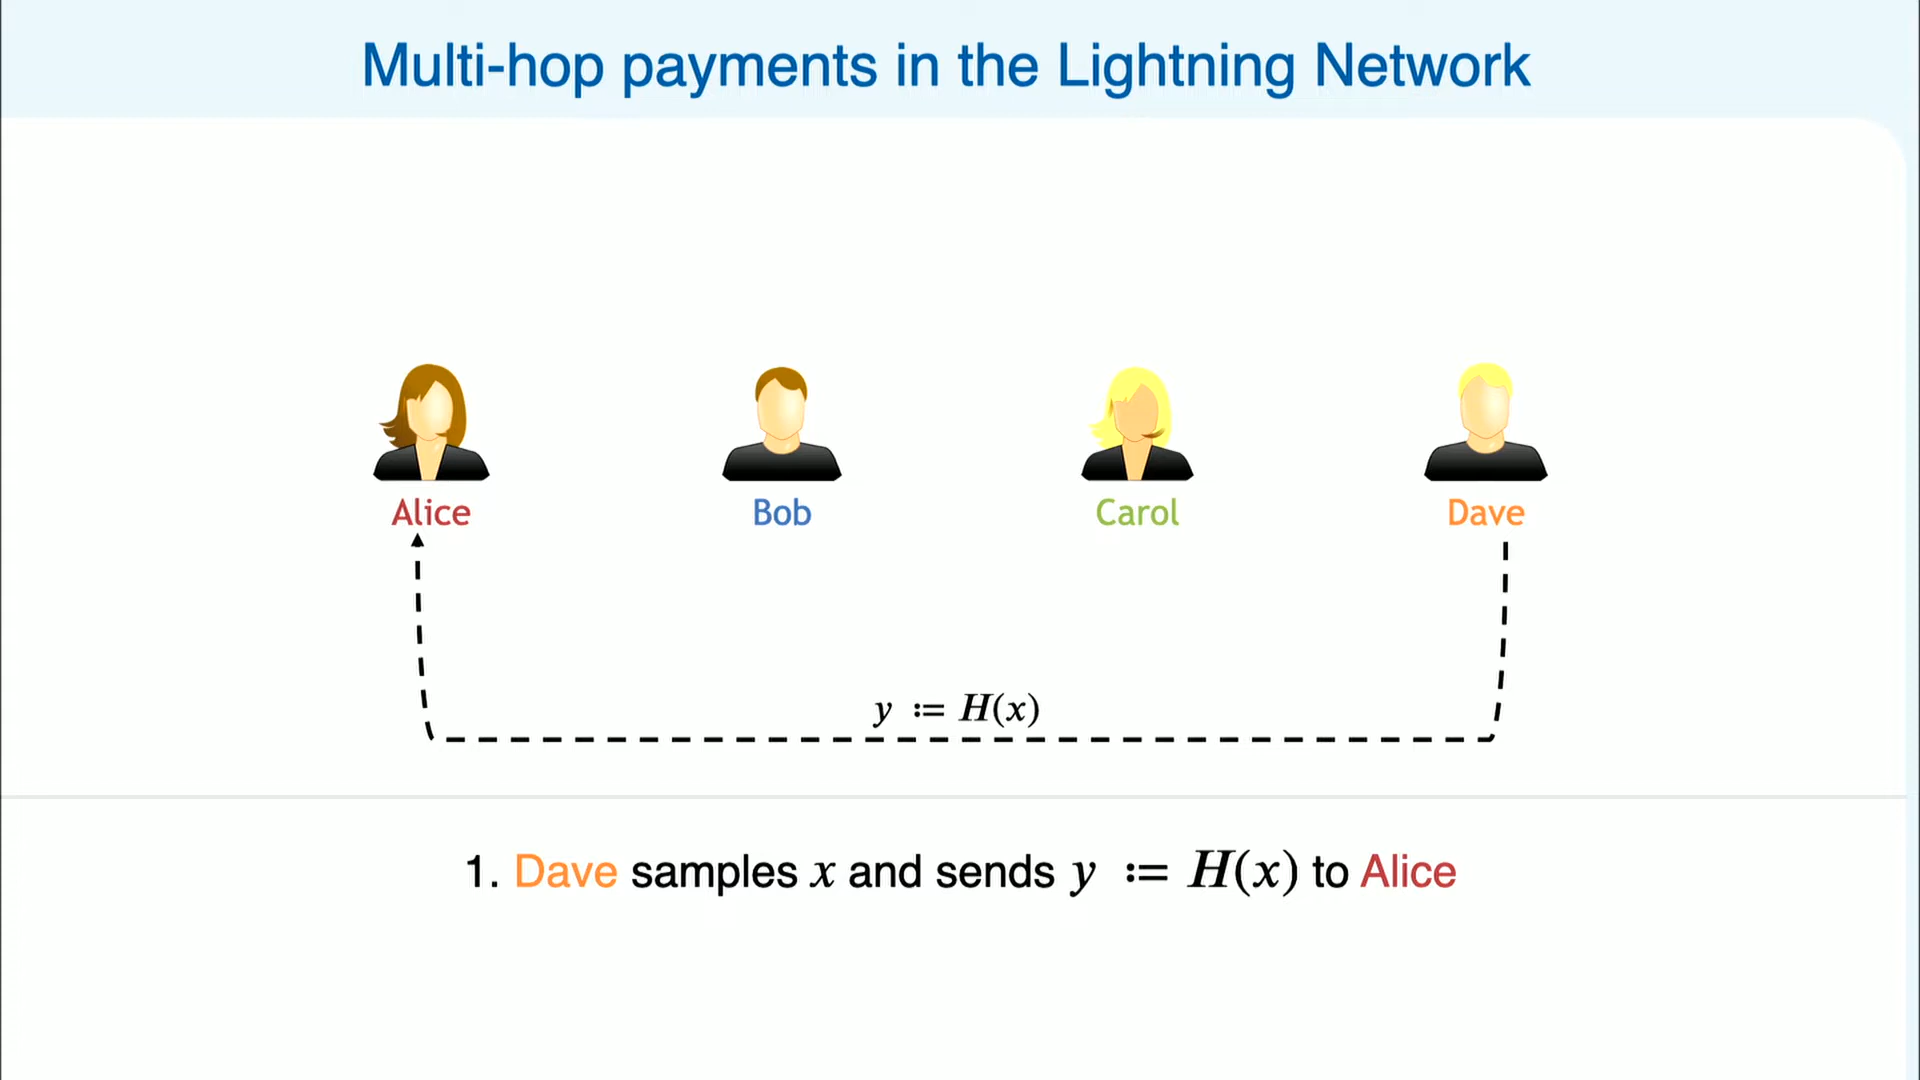 Multi-hop payments in the Lightning Network
Alice Bob Carol Dave
y := H(x)
1. Dave samples x and sends y := H(x) to Alice